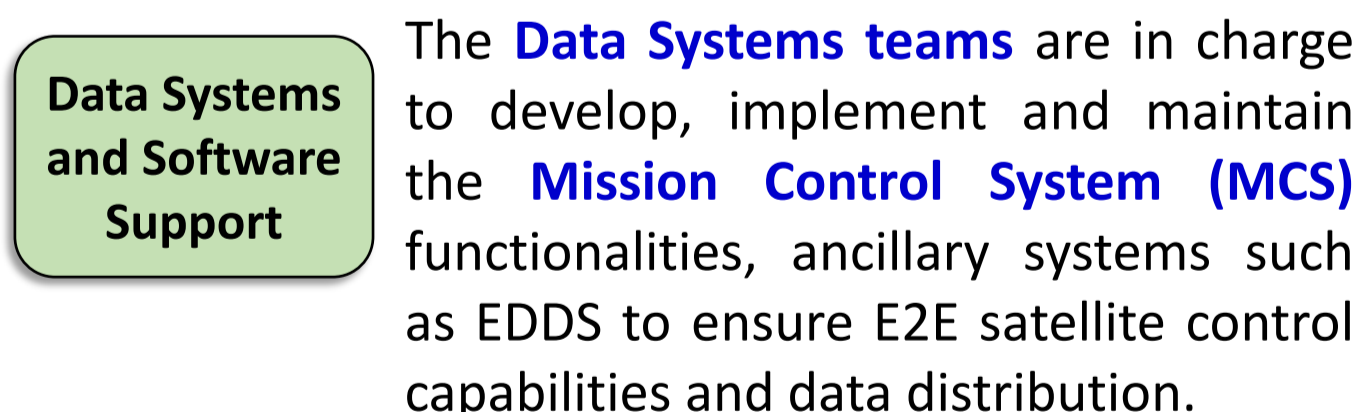 Data Systems
and Software
Support
The Data Systems teams are in charge
to develop, implement and maintain
the Mission Control System (MCS)
functionalities, ancillary systems such
as EDDS to ensure E2E satellite control
capabilities and data distribution.